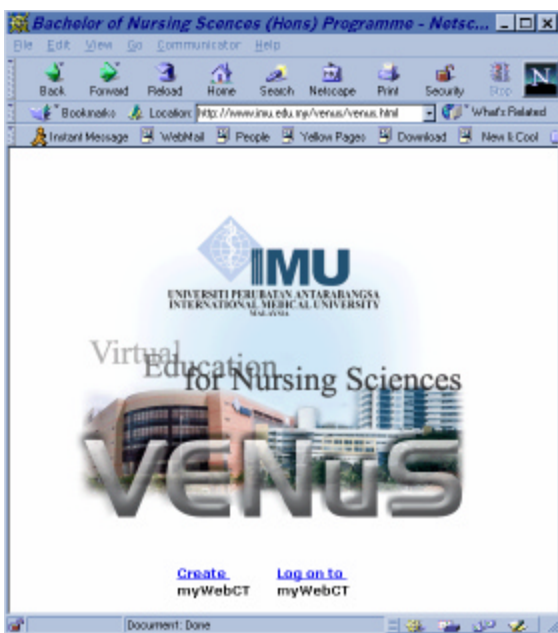 Bachelor of Nursing Scences (Hons) Programme - Netsc...
File Edit View Go Communicator Help
Back Forward Reload Home Search Netscape Print Security Stop
N
Bookmarks Location: http://www.imu.edu.my/venus/venus.html What's Related
Instant Message WebMail People Yellow Pages Download New & Cool
IMU
UNIVERSITI PERUBATAN ANTARABANGSA
INTERNATIONAL MEDICAL UNIVERSITY
MALAYSIA
Virtual
Education
for Nursing Sciences
VENuS
Create Log on to
myWebCT myWebCT
Document: Done